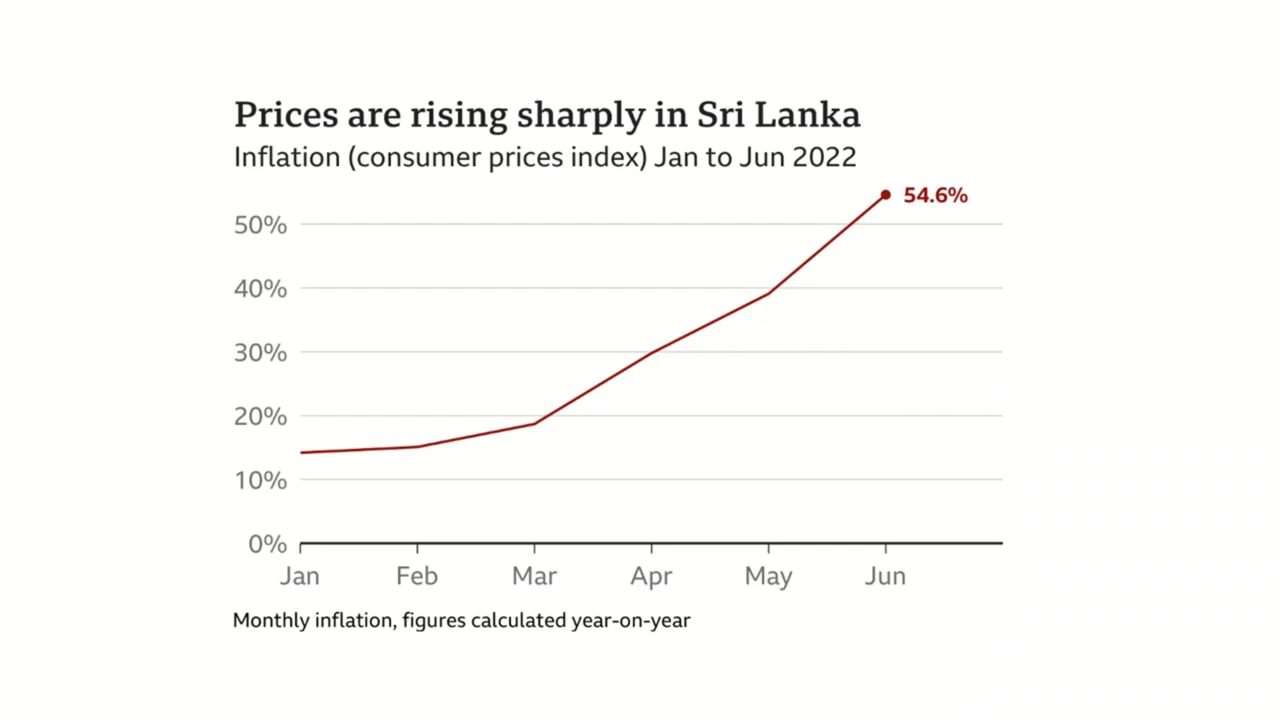 Prices are rising sharply in Sri Lanka
Inflation (consumer prices index) Jan to Jun 2022
54.6%
50%
40%
30%
20%
10%
0%
Jan Feb Mar Apr May Jun
Monthly inflation, figures calculated year-on-year